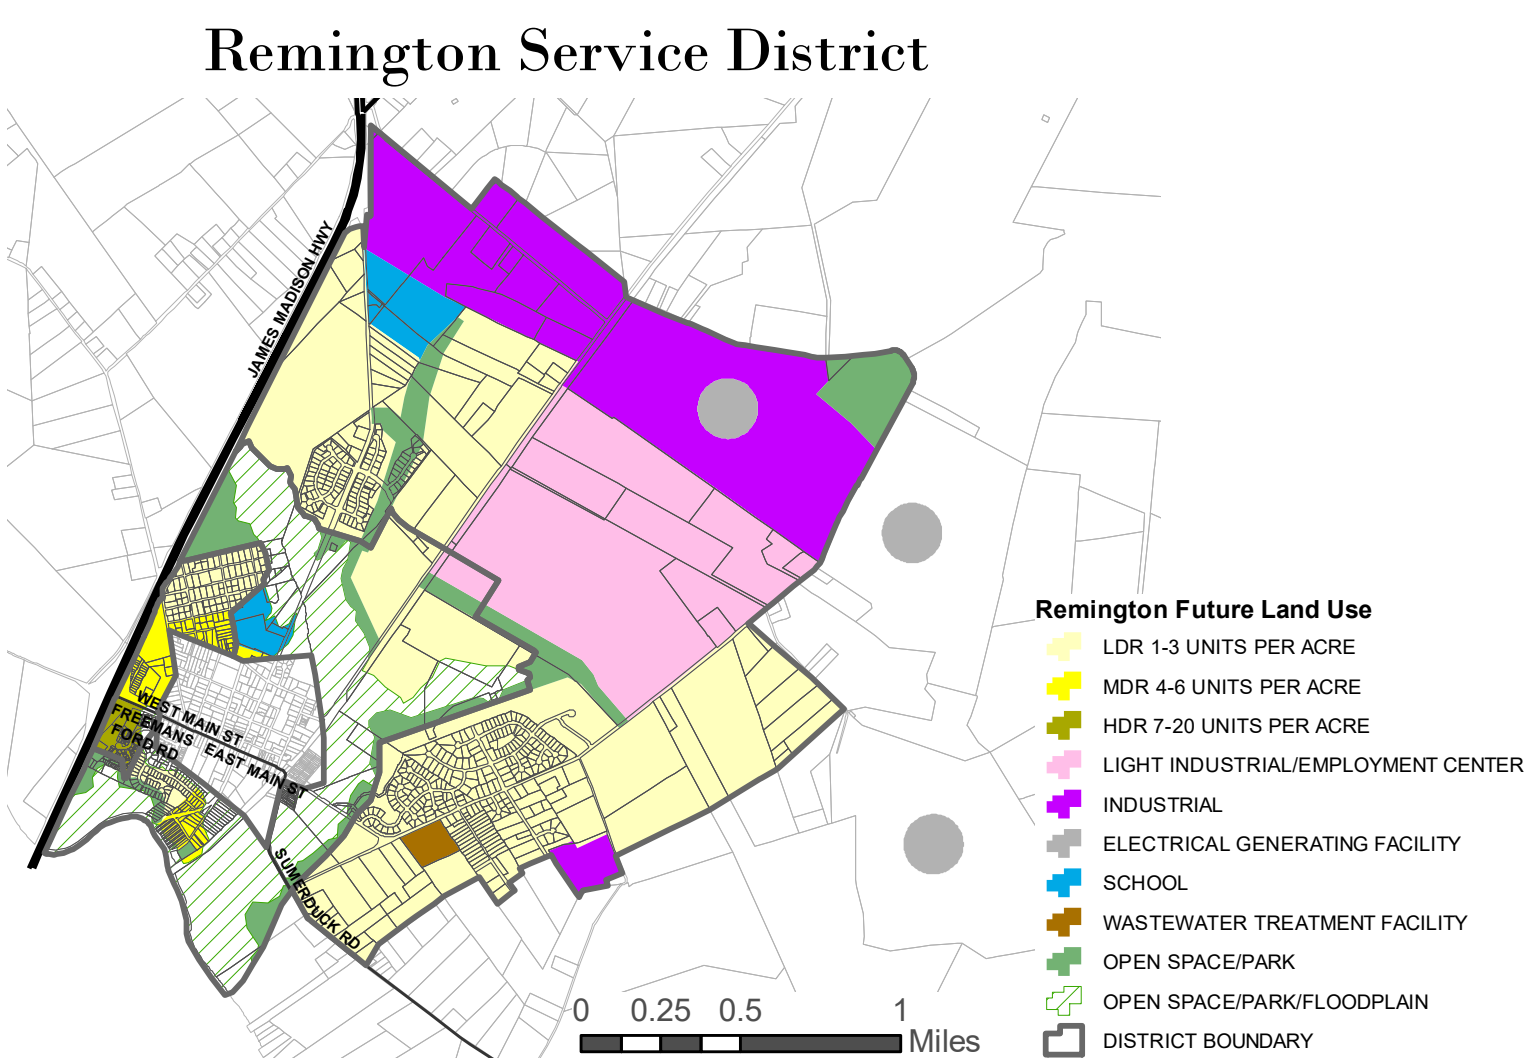 Remington Service District
JAMES MADISON HWY
WEST MAIN ST
FREEMANS
FORD RD
EAST MAIN ST
SUMERDUCK RD
Remington Future Land Use
LDR 1-3 UNITS PER ACRE
MDR 4-6 UNITS PER ACRE
HDR 7-20 UNITS PER ACRE
LIGHT INDUSTRIAL/EMPLOYMENT CENTER
INDUSTRIAL
ELECTRICAL GENERATING FACILITY
SCHOOL
WASTEWATER TREATMENT FACILITY
OPEN SPACE/PARK
OPEN SPACE/PARK/FLOODPLAIN
DISTRICT BOUNDARY
0 0.25 0.5 1
Miles